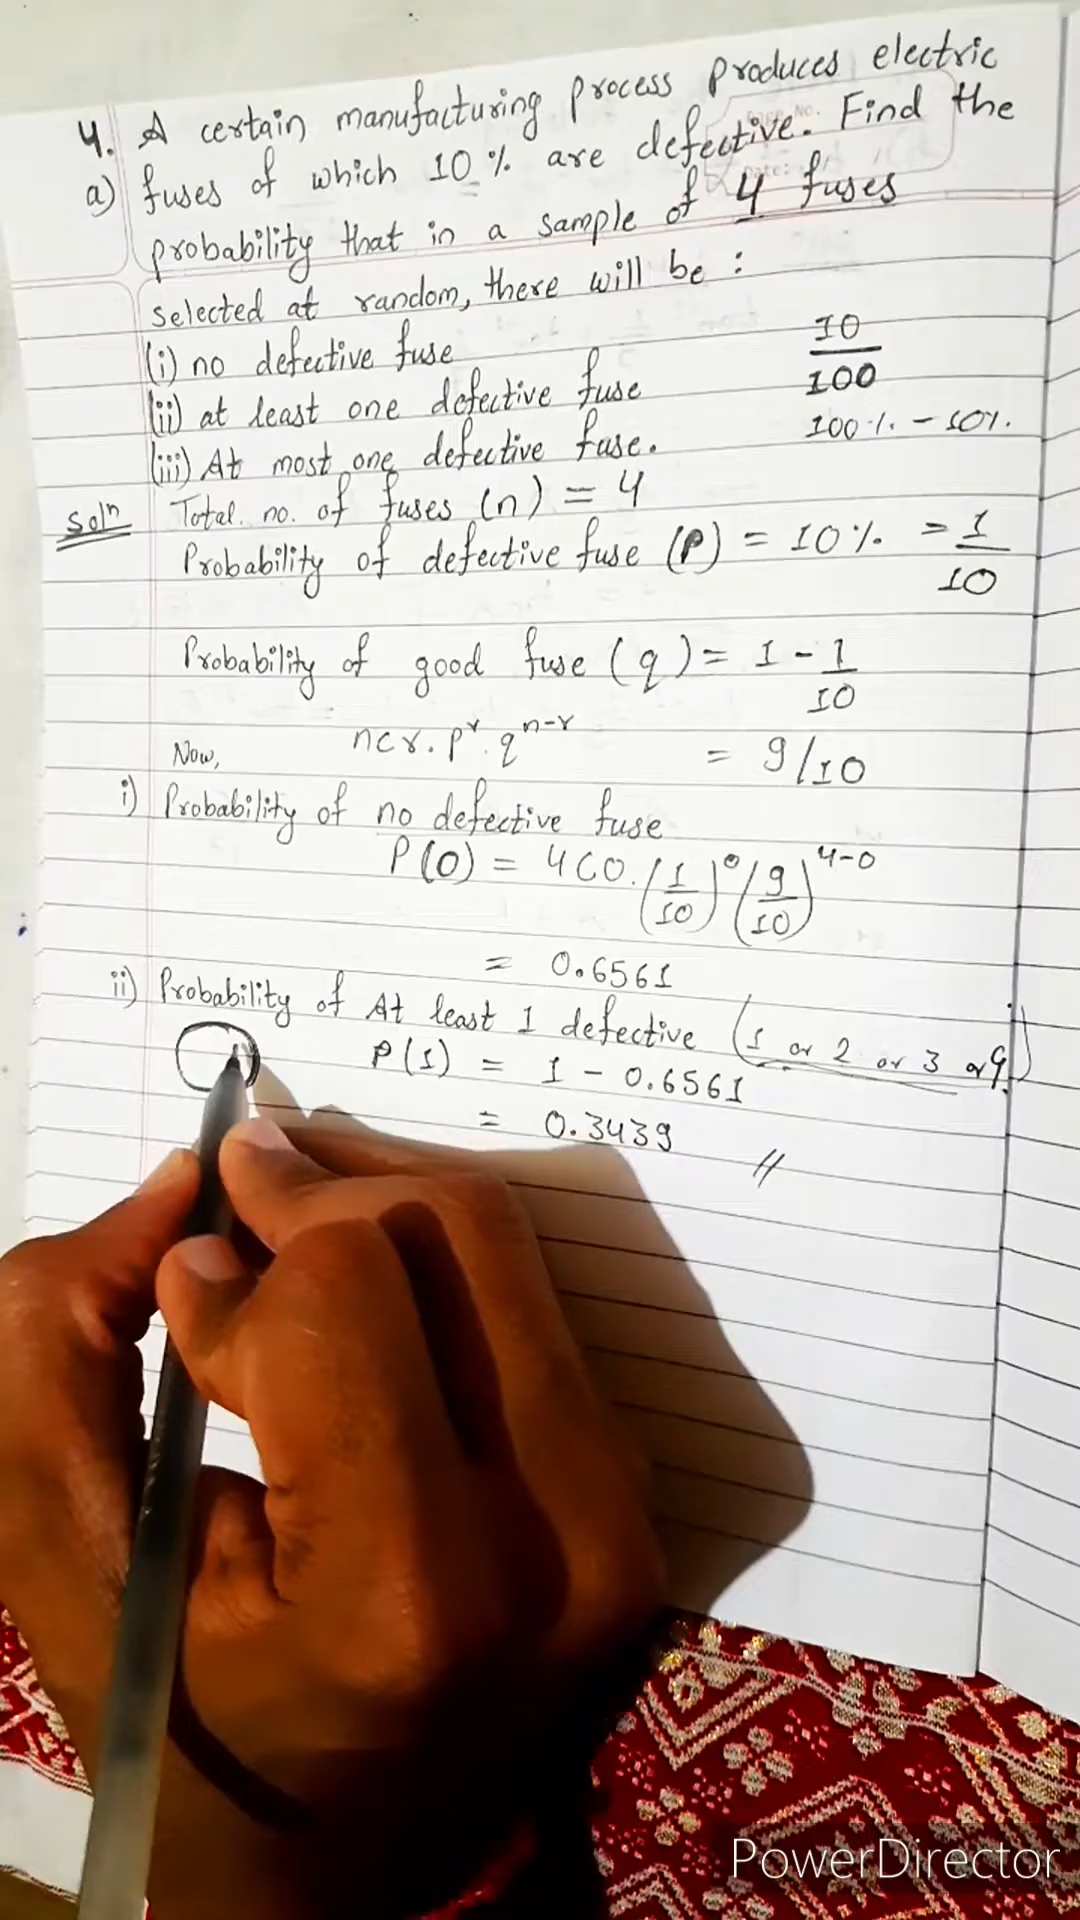 4. A certain manufacturing process produces electric
a) fuses of which 10 % are defective. Find the
probability that in a sample of 4 fuses
selected at random, there will be :
(i) no defective fuse
(ii) at least one defective fuse
(iii) At most one defective fuse.
10
100
100 % - 10%.
Soln Total. no. of fuses (n) = 4
Probability of defective fuse (P) = 10 % = 1/10
Probability of good fuse (q) = 1 - 1/10
ncr. p^r. q^n-r
= 9/10
Now,
i) Probability of no defective fuse
P(0) = 4C0. (1/10)^0 (9/10)^4-0
= 0.6561
ii) Probability of At least 1 defective (1 or 2 or 3 or 4)
P(1) = 1 - 0.6561
= 0.3439 //
PowerDirector